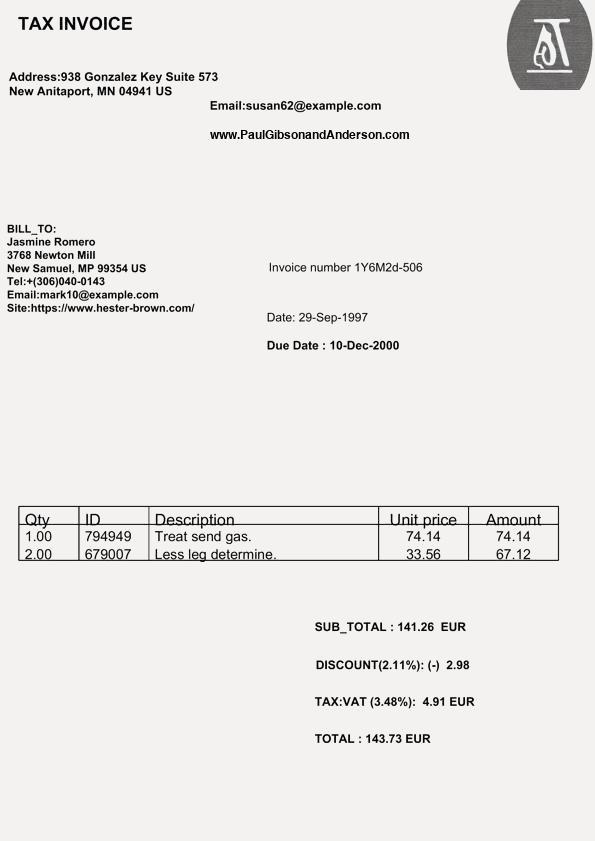 TAX INVOICE
Address:938 Gonzalez Key Suite 573
New Anitaport, MN 04941 US
Email:susan62@example.com
www.PaulGibsonandAnderson.com
BILL_TO:
Jasmine Romero
3768 Newton Mill
New Samuel, MP 99354 US
Tel:+(306)040-0143
Email:mark10@example.com
Site:https://www.hester-brown.com/
Invoice number 1Y6M2d-506
Date: 29-Sep-1997
Due Date : 10-Dec-2000
Qty ID Description Unit price Amount
1.00 794949 Treat send gas. 74.14 74.14
2.00 679007 Less leg determine. 33.56 67.12
SUB_TOTAL : 141.26 EUR
DISCOUNT(2.11%): (-) 2.98
TAX:VAT (3.48%): 4.91 EUR
TOTAL : 143.73 EUR